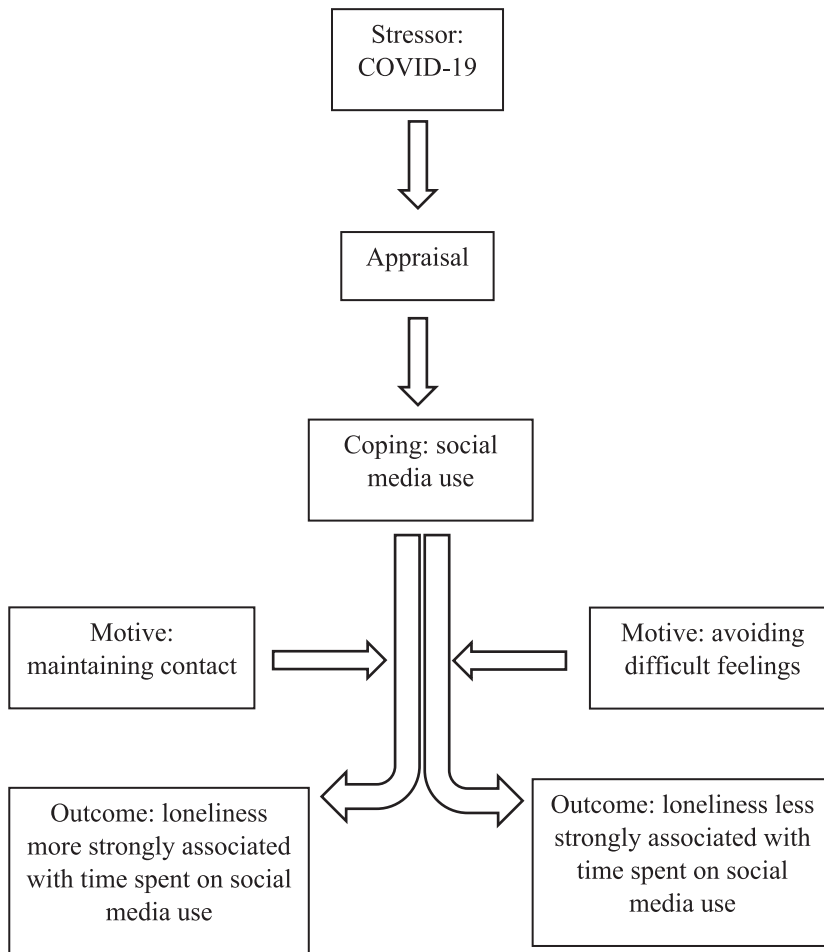 Stressor:
COVID-19
Appraisal
Coping: social
media use
Motive:
maintaining contact
Motive: avoiding
difficult feelings
Outcome: loneliness
more strongly associated
with time spent on social
media use
Outcome: loneliness less
strongly associated with
time spent on social
media use